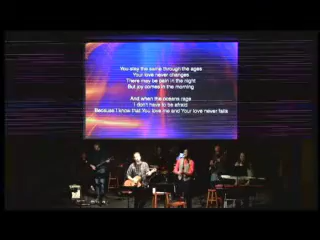 You stay the same through the ages
Your love never changes
There may be pain in the night
But joy comes in the morning
And when the oceans rage
I don't have to be afraid
Because I know that You love me and Your love never fails